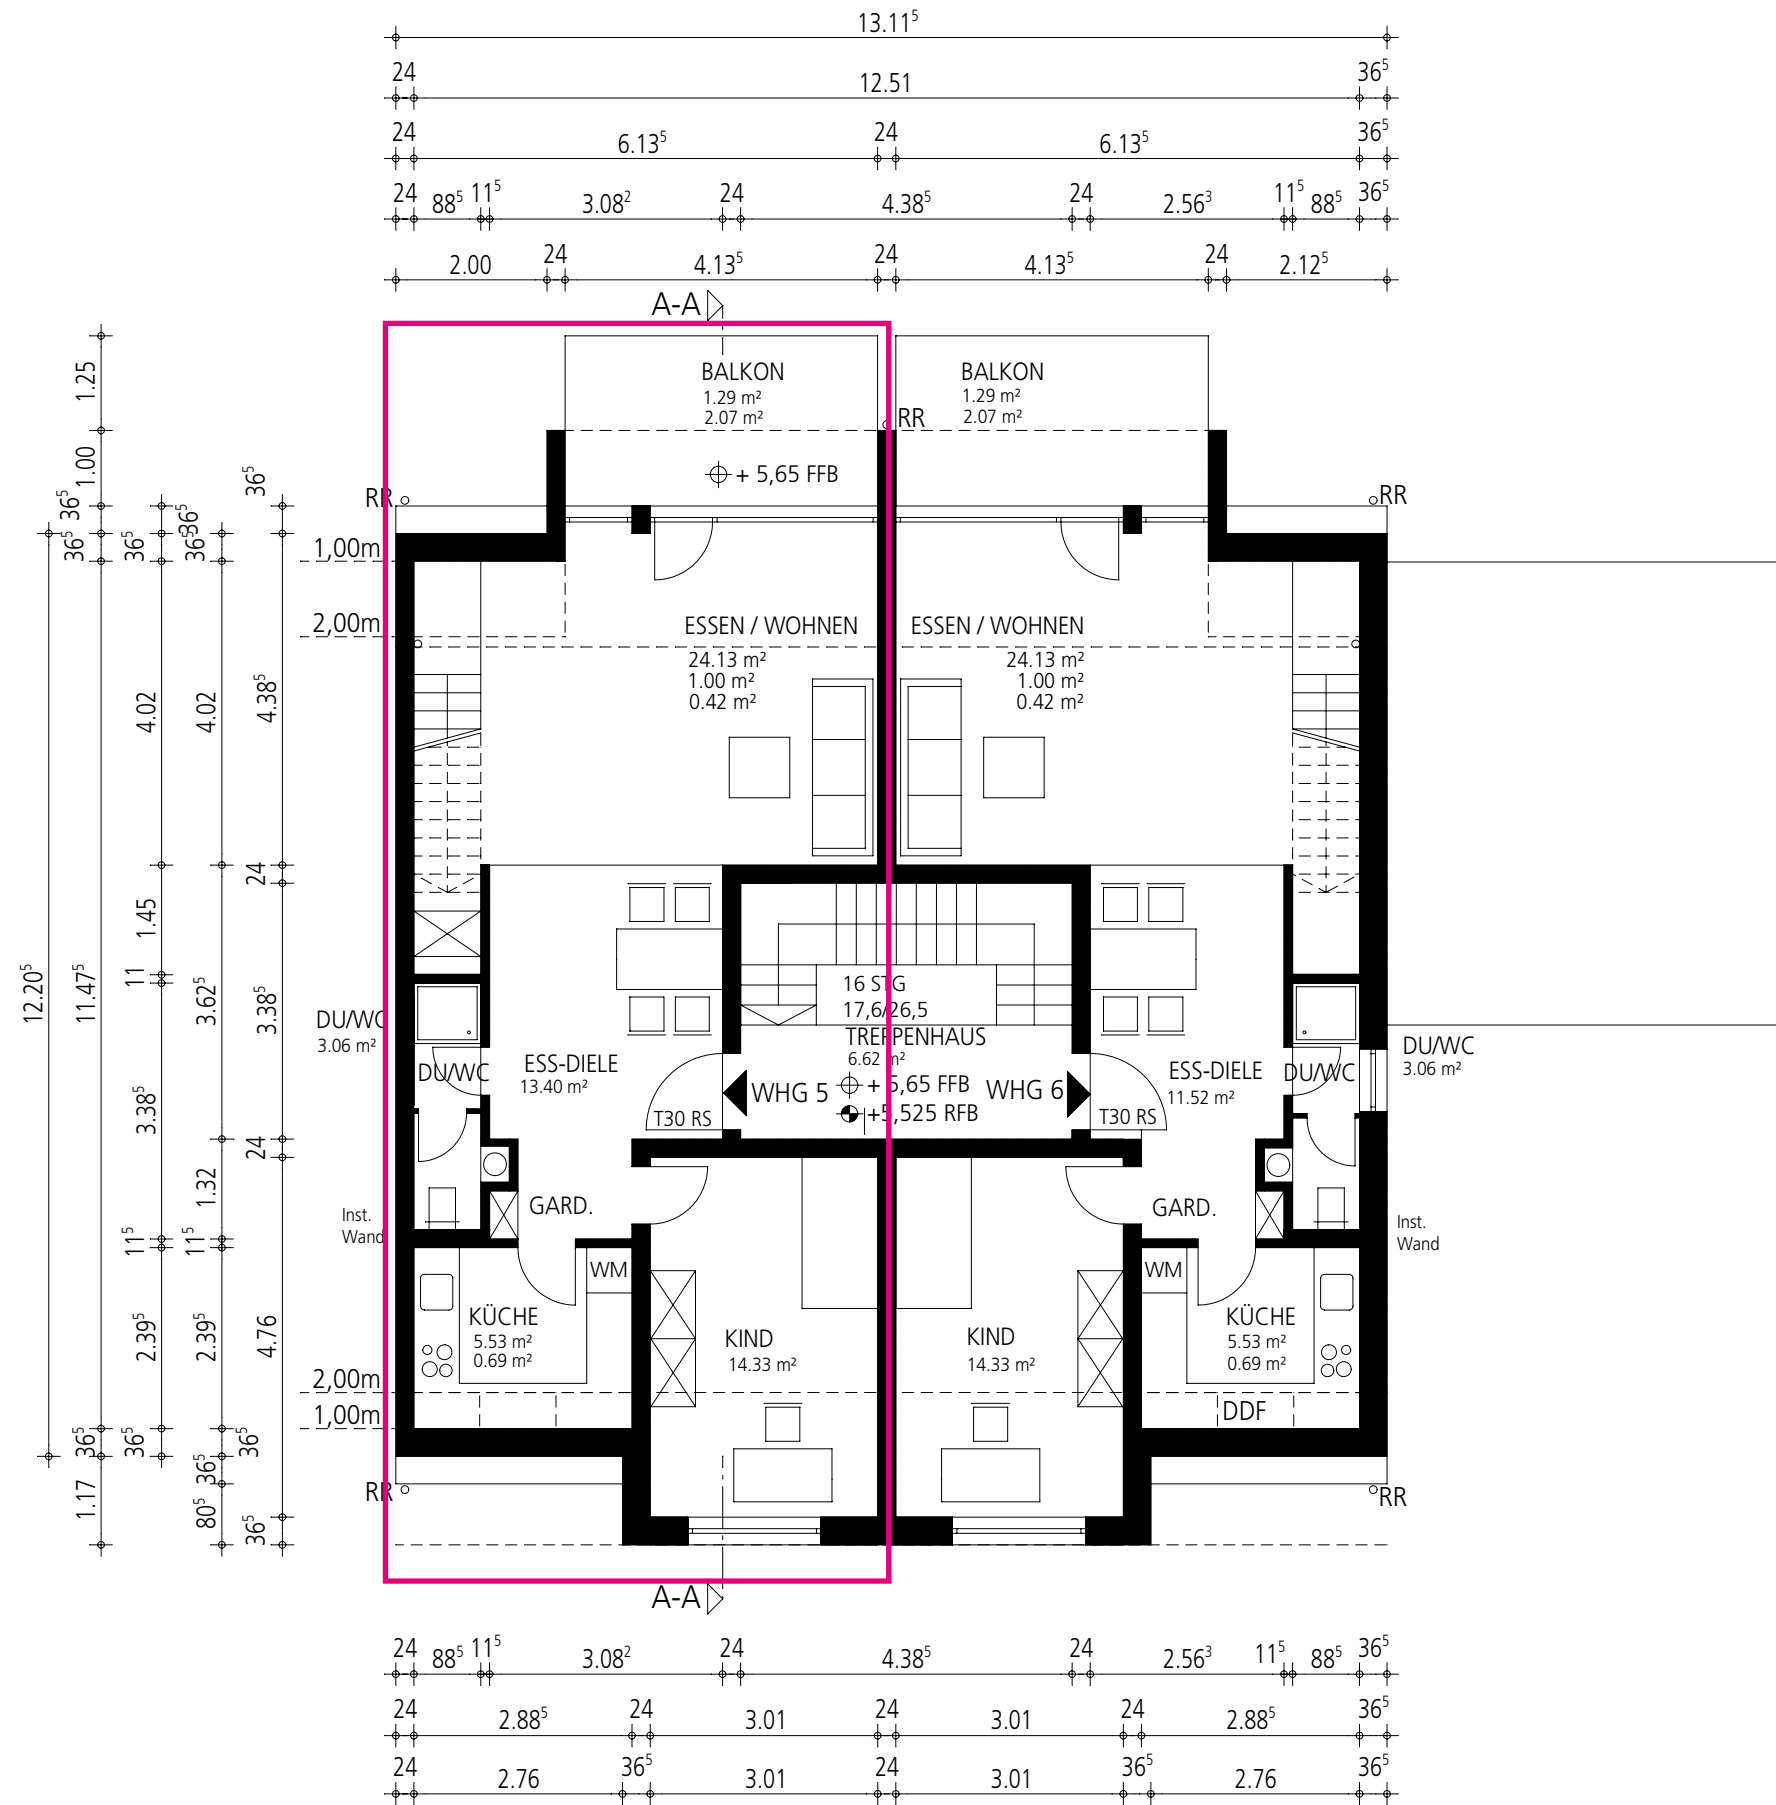 13.11⁵
24 12.51 36⁵
24 6.13⁵ 24 6.13⁵ 36⁵
24 88⁵ 11⁵ 3.08² 24 4.38⁵ 24 2.56³ 11⁵ 88⁵ 36⁵
2.00 24 4.13⁵ 24 4.13⁵ 24 2.12⁵
A-A
BALKON
1.29 m²
2.07 m²
BALKON
1.29 m²
2.07 m²
RR
+ 5,65 FFB
RR
RR
1,00m
2,00m
ESSEN / WOHNEN
24.13 m²
1.00 m²
0.42 m²
ESSEN / WOHNEN
24.13 m²
1.00 m²
0.42 m²
16 STG
17,6/26,5
TREPPENHAUS
6.62 m²
+ 5,65 FFB
+5,525 RFB
WHG 5
WHG 6
DU/WC
3.06 m²
DU/WC
ESS-DIELE
13.40 m²
T30 RS
T30 RS
ESS-DIELE
11.52 m²
DU/WC
DU/WC
3.06 m²
GARD.
GARD.
Inst.
Wand
Inst.
Wand
WM
WM
KÜCHE
5.53 m²
0.69 m²
KIND
14.33 m²
KIND
14.33 m²
KÜCHE
5.53 m²
0.69 m²
2,00m
1,00m
DDF
RR
RR
A-A
12.20⁵
1.25
1.00
36⁵
36⁵
11.47⁵
36⁵
1.17
36⁵
36⁵
4.02
1.45
11
3.38⁵
11⁵
2.39⁵
36⁵
36⁵
4.02
3.62⁵
1.32
11⁵
2.39⁵
36⁵
80⁵
36⁵
4.38⁵
24
3.38⁵
24
4.76
36⁵
36⁵
24 88⁵ 11⁵ 3.08² 24 4.38⁵ 24 2.56³ 11⁵ 88⁵ 36⁵
24 2.88⁵ 24 3.01 24 3.01 24 2.88⁵ 36⁵
24 2.76 36⁵ 3.01 24 3.01 36⁵ 2.76 36⁵